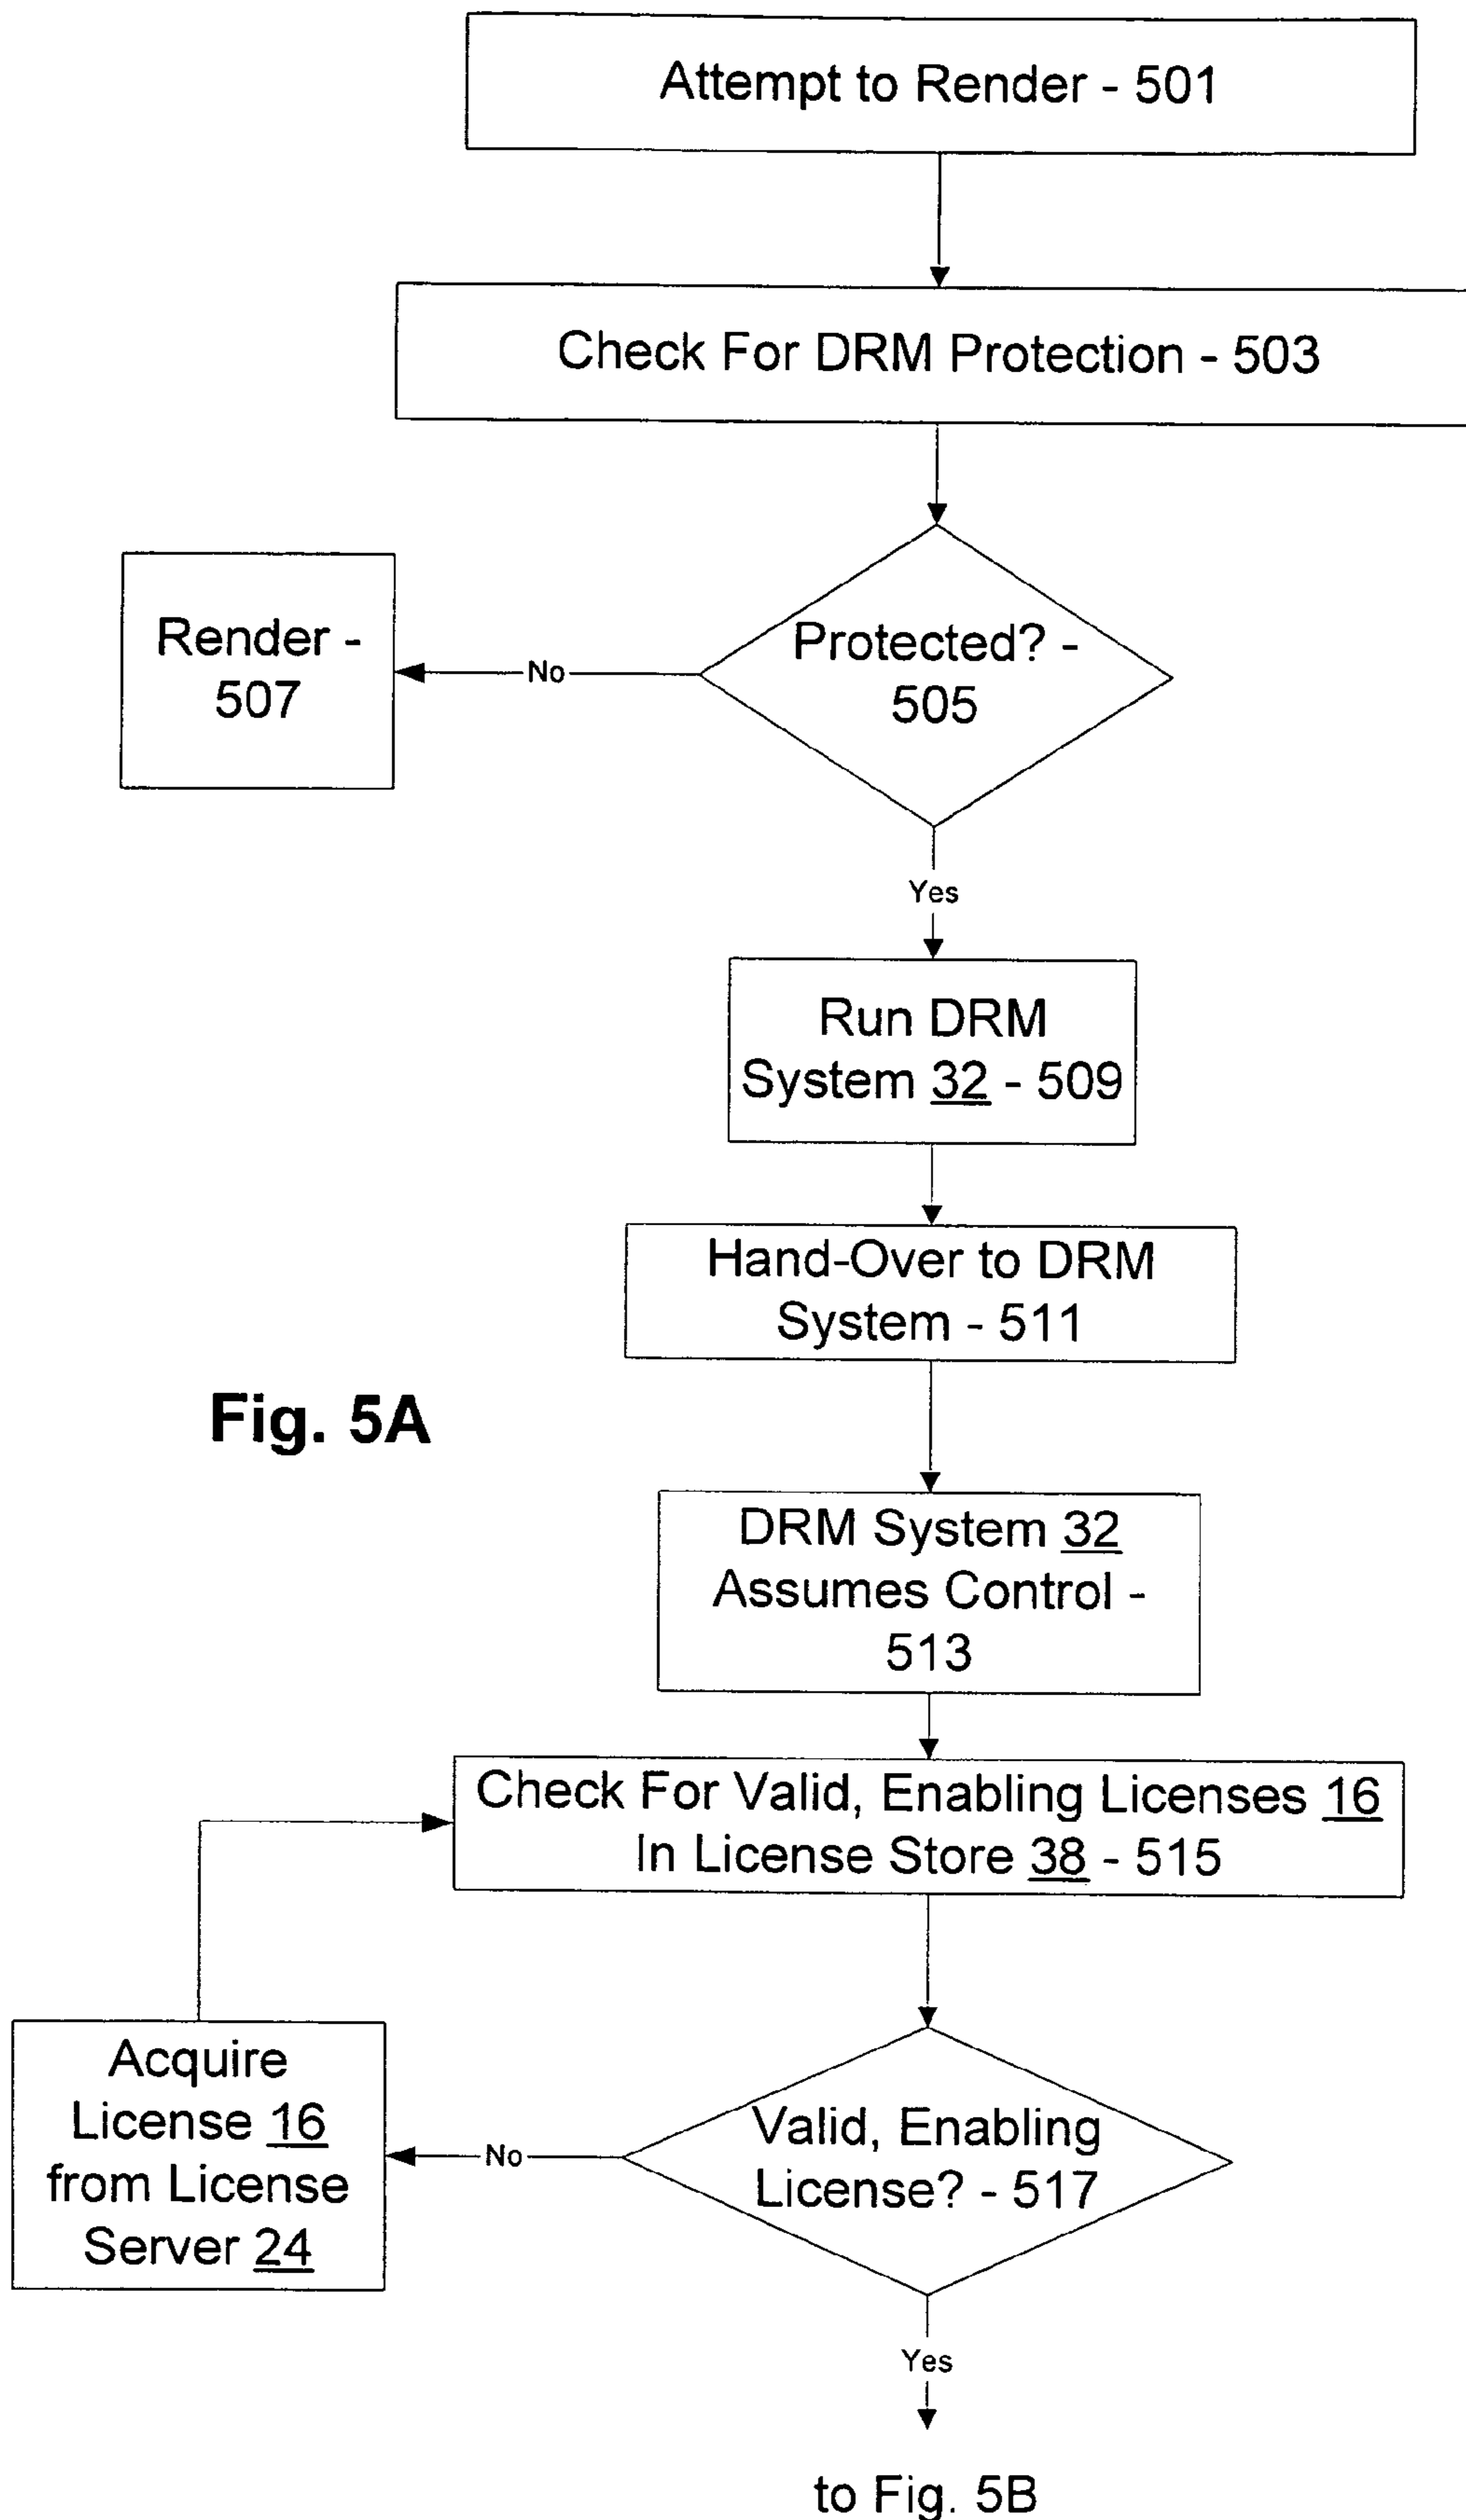 Attempt to Render - 501
Check For DRM Protection - 503
Protected? -
505
No
Render -
507
Yes
Run DRM
System 32 - 509
Hand-Over to DRM
System - 511
Fig. 5A
DRM System 32
Assumes Control -
513
Check For Valid, Enabling Licenses 16
In License Store 38 - 515
Valid, Enabling
License? - 517
No
Acquire
License 16
from License
Server 24
Yes
to Fig. 5B